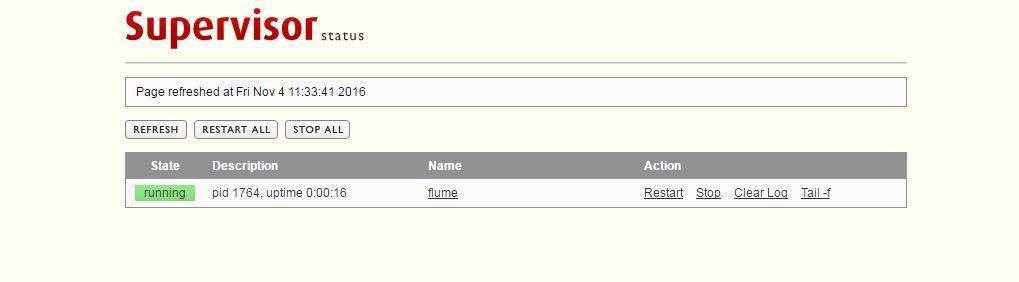 Supervisor status
Page refreshed at Fri Nov 4 11:33:41 2016
REFRESH RESTART ALL STOP ALL
State Description Name Action
running pid 1764, uptime 0:00:16 flume Restart Stop Clear Log Tail -f